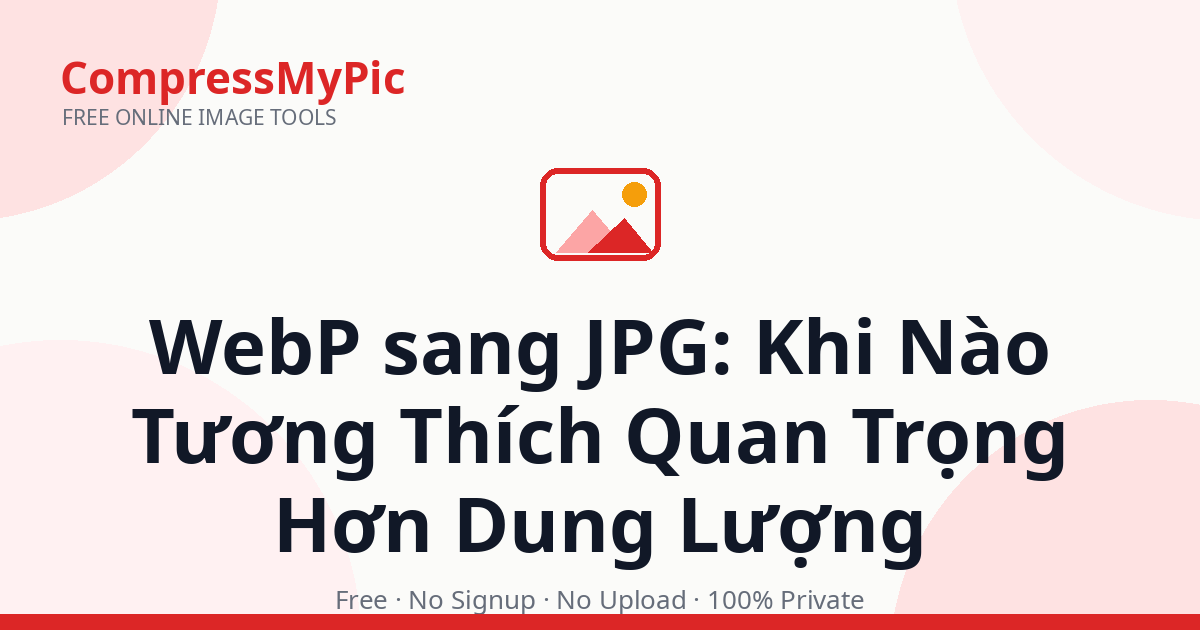 CompressMyPic
FREE ONLINE IMAGE TOOLS
WebP sang JPG: Khi Nào
Tương Thích Quan Trọng
Hơn Dung Lượng
Free · No Signup · No Upload · 100% Private